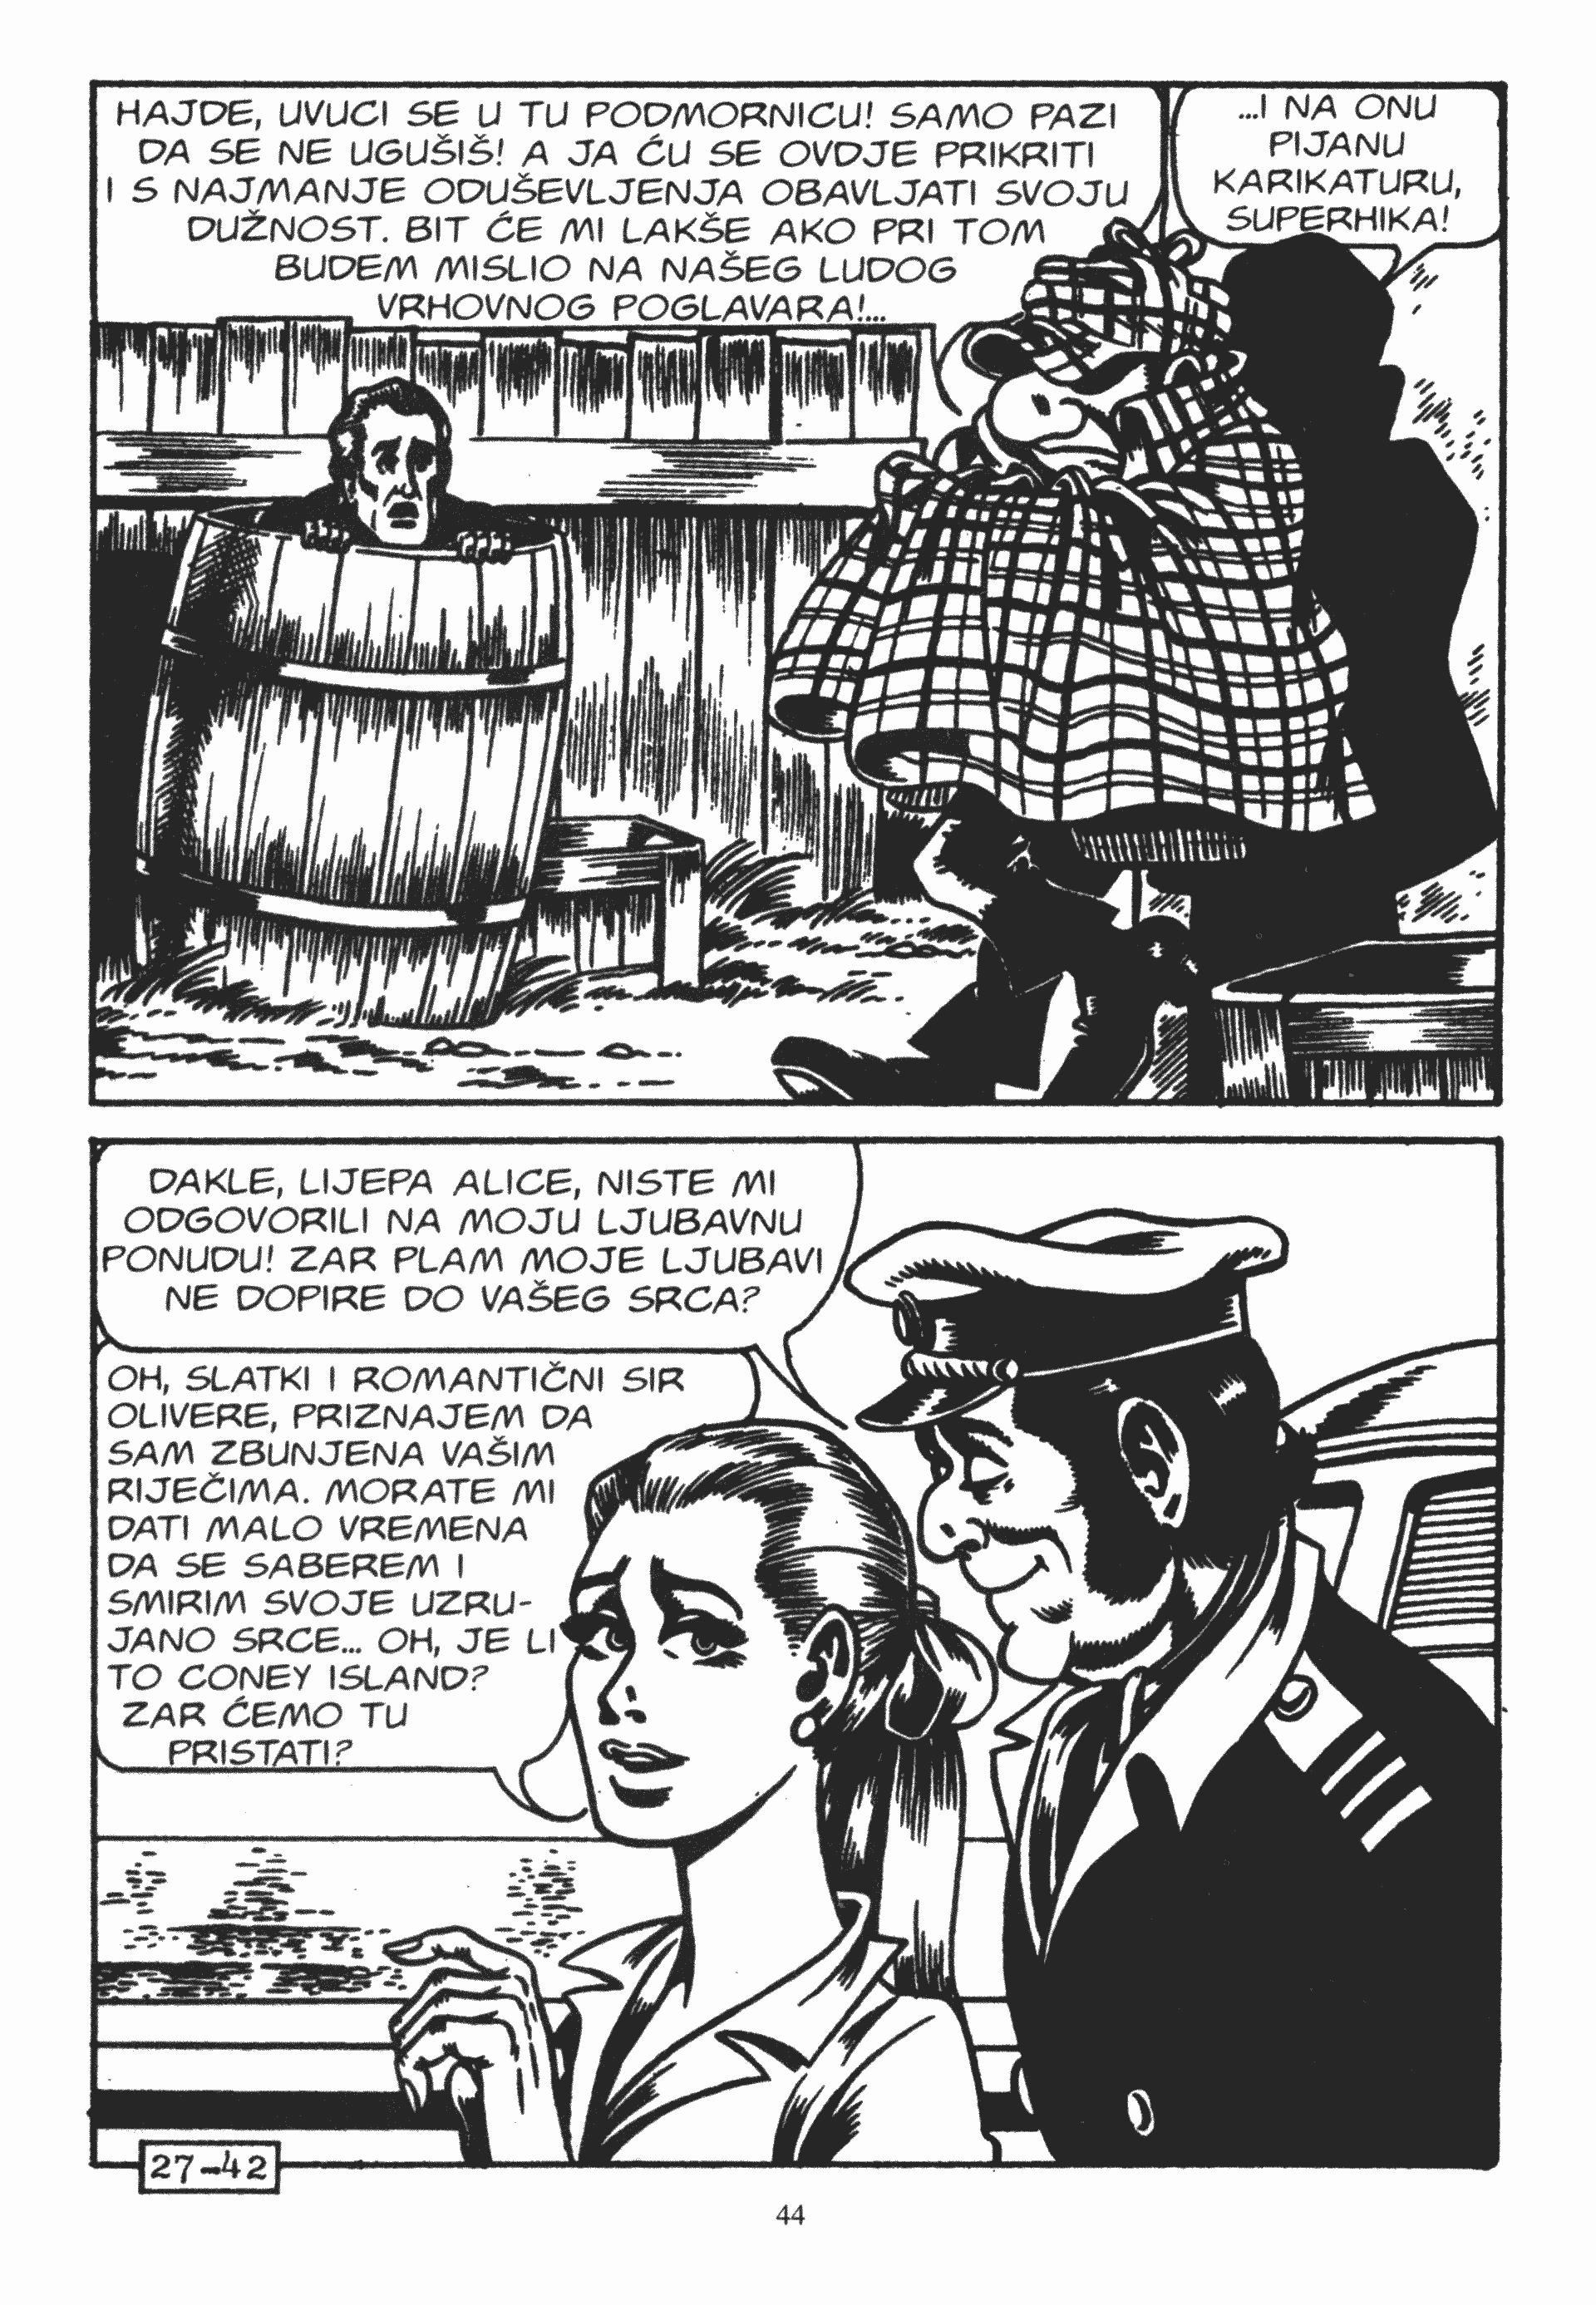 HAJDE, UVUCI SE U TU PODMORNICU! SAMO PAZI
DA SE NE UGUŠIŠ! A JA ĆU SE OVDJE PRIKRITI
I S NAJMANJE ODUŠEVLJENJA OBAVLJATI SVOJU
DUŽNOST. BIT ĆE MI LAKŠE AKO PRI TOM
BUDEM MISLIO NA NAŠEG LUDOG
VRHOVNOG POGLAVARA!...
...I NA ONU
PIJANU
KARIKATURU,
SUPERHIKA!
DAKLE, LIJEPA ALICE, NISTE MI
ODGOVORILI NA MOJU LJUBAVNU
PONUDU! ZAR PLAM MOJE LJUBAVI
NE DOPIRE DO VAŠEG SRCA?
OH, SLATKI I ROMANTIČNI SIR
OLIVERE, PRIZNAJEM DA
SAM ZBUNJENA VAŠIM
RIJEČIMA. MORATE MI
DATI MALO VREMENA
DA SE SABEREM I
SMIRIM SVOJE UZRU-
JANO SRCE... OH, JE LI
TO CONEY ISLAND?
ZAR ĆEMO TU
PRISTATI?
27-42
44